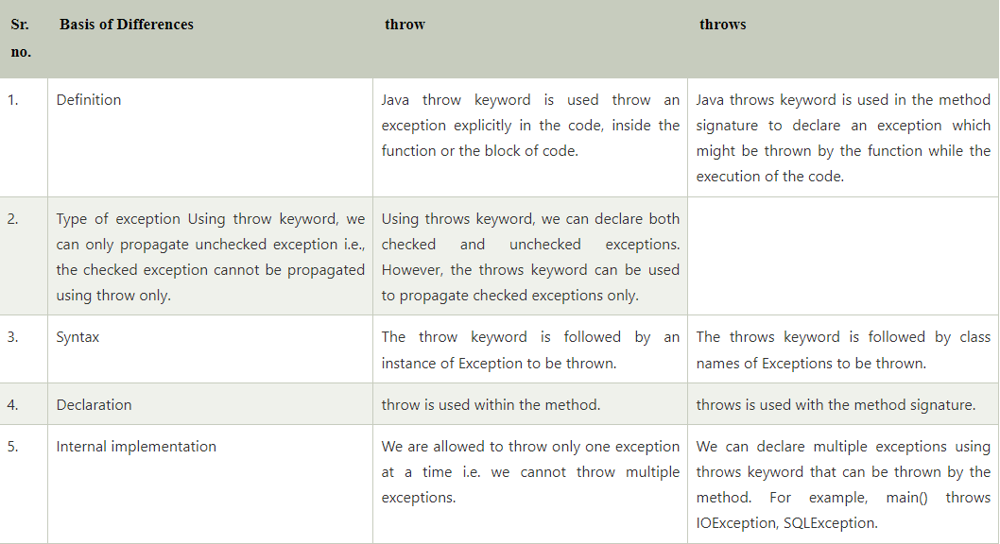 Sr. no.
Basis of Differences
throw
throws
1.
Definition
Java throw keyword is used throw an
exception explicitly in the code, inside the
function or the block of code.
Java throws keyword is used in the method
signature to declare an exception which
might be thrown by the function while the
execution of the code.
2.
Type of exception Using throw keyword, we
can only propagate unchecked exception i.e.,
the checked exception cannot be propagated
using throw only.
Using throws keyword, we can declare both
checked and unchecked exceptions.
However, the throws keyword can be used
to propagate checked exceptions only.
3.
Syntax
The throw keyword is followed by an
instance of Exception to be thrown.
The throws keyword is followed by class
names of Exceptions to be thrown.
4.
Declaration
throw is used within the method.
throws is used with the method signature.
5.
Internal implementation
We are allowed to throw only one exception
at a time i.e. we cannot throw multiple
exceptions.
We can declare multiple exceptions using
throws keyword that can be thrown by the
method. For example, main() throws
IOException, SQLException.